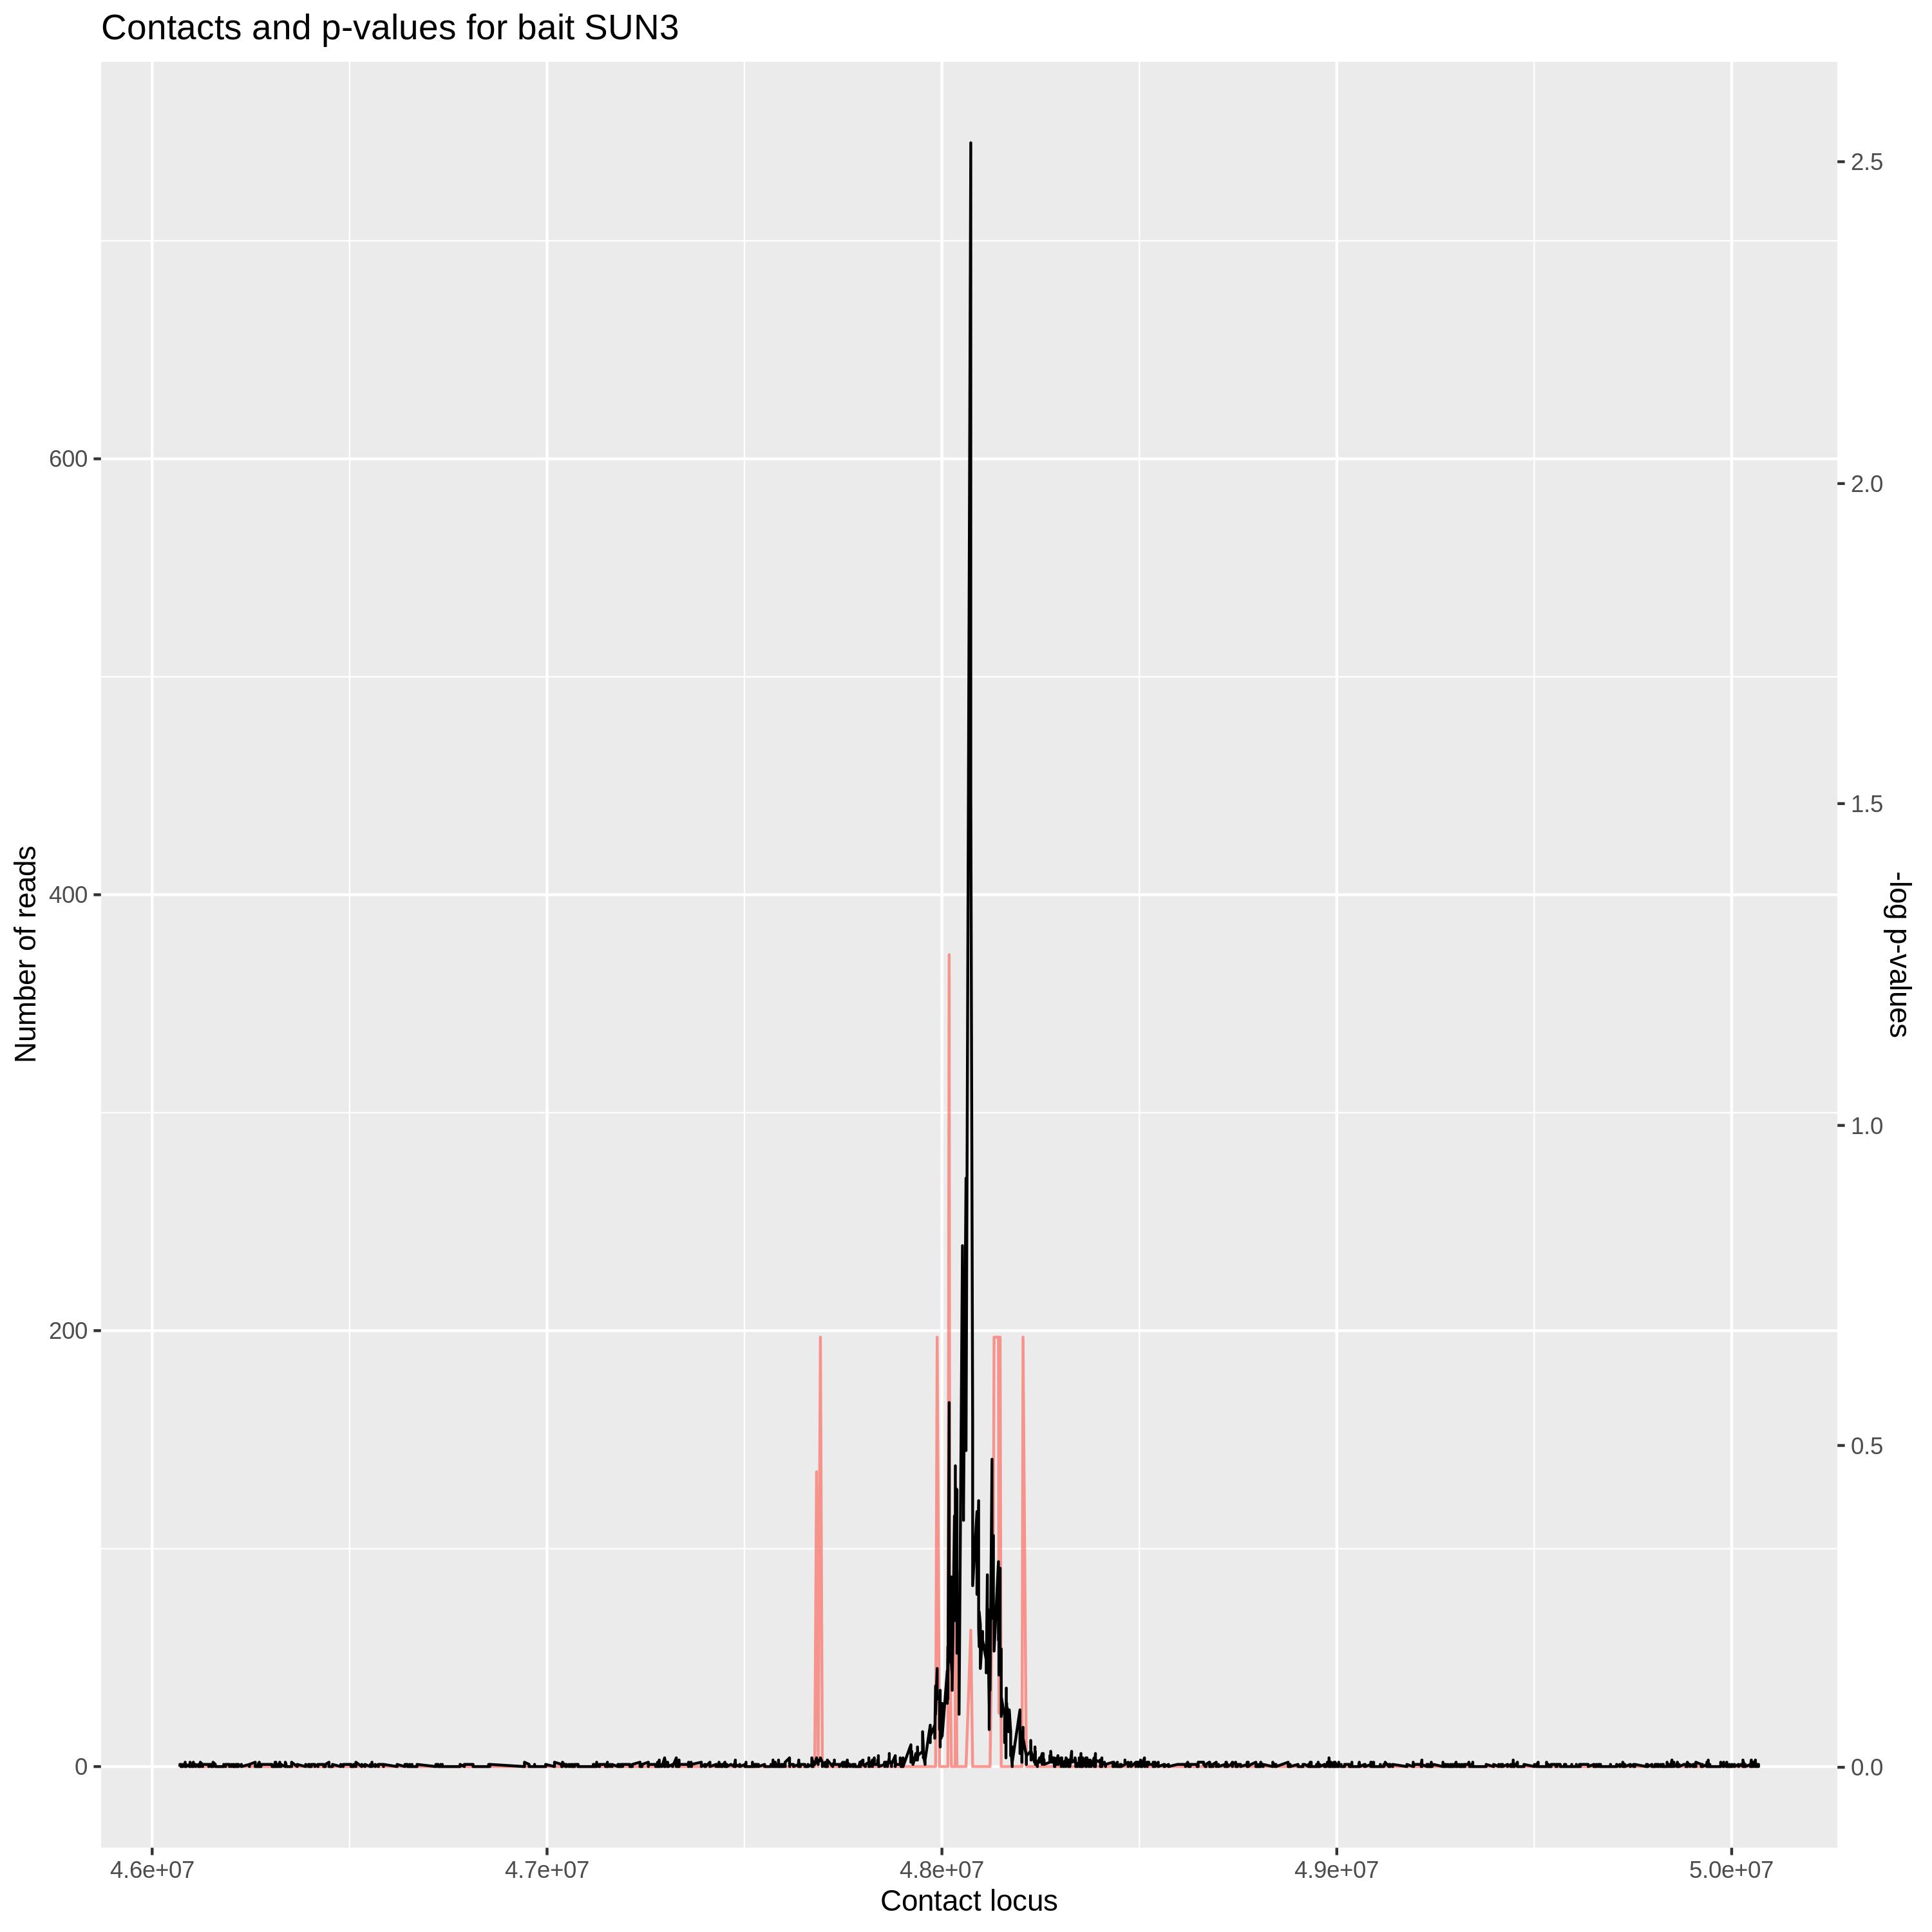 Contacts and p-values for bait SUN3
Number of reads
600
400
200
0
2.5
2.0
1.5
1.0
0.5
0.0
-log p-values
4.6e+07
4.7e+07
4.8e+07
4.9e+07
5.0e+07
Contact locus